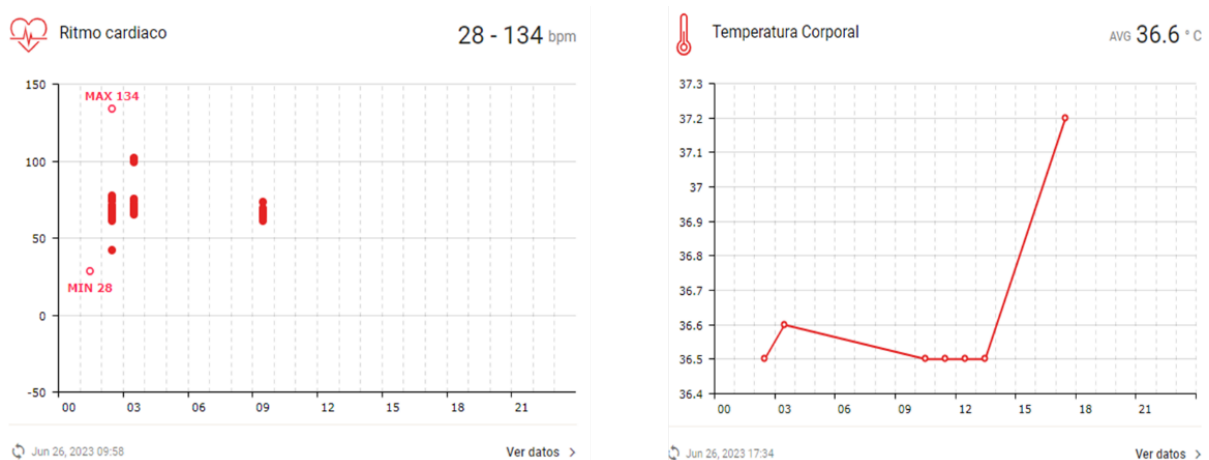 Ritmo cardiaco
28 - 134 bpm
150
MAX 134
100
50
MIN 28
0
-50
00 03 06 09 12 15 18 21
Jun 26, 2023 09:58
Ver datos >
Temperatura Corporal
AVG 36.6 ° C
37.3
37.2
37.1
37
36.9
36.8
36.7
36.6
36.5
36.4
00 03 06 09 12 15 18 21
Jun 26, 2023 17:34
Ver datos >